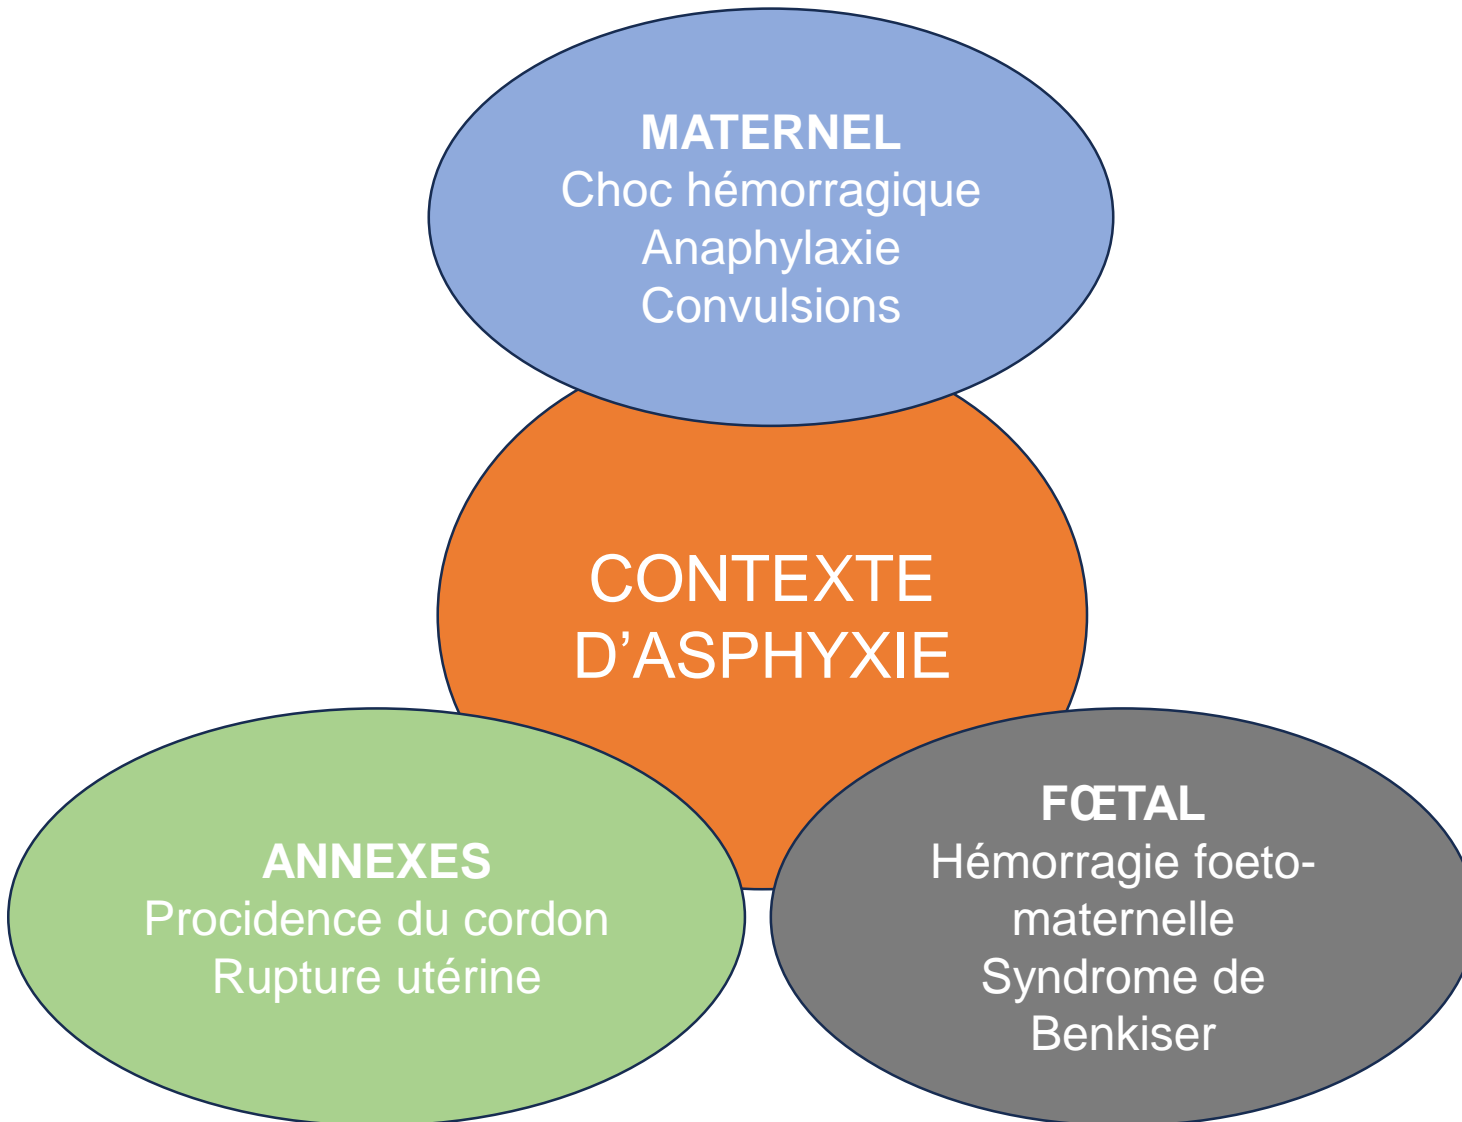 MATERNEL
Choc hémorragique
Anaphylaxie
Convulsions
CONTEXTE
D’ASPHYXIE
ANNEXES
Procidence du cordon
Rupture utérine
FŒTAL
Hémorragie foeto-
maternelle
Syndrome de
Benkiser